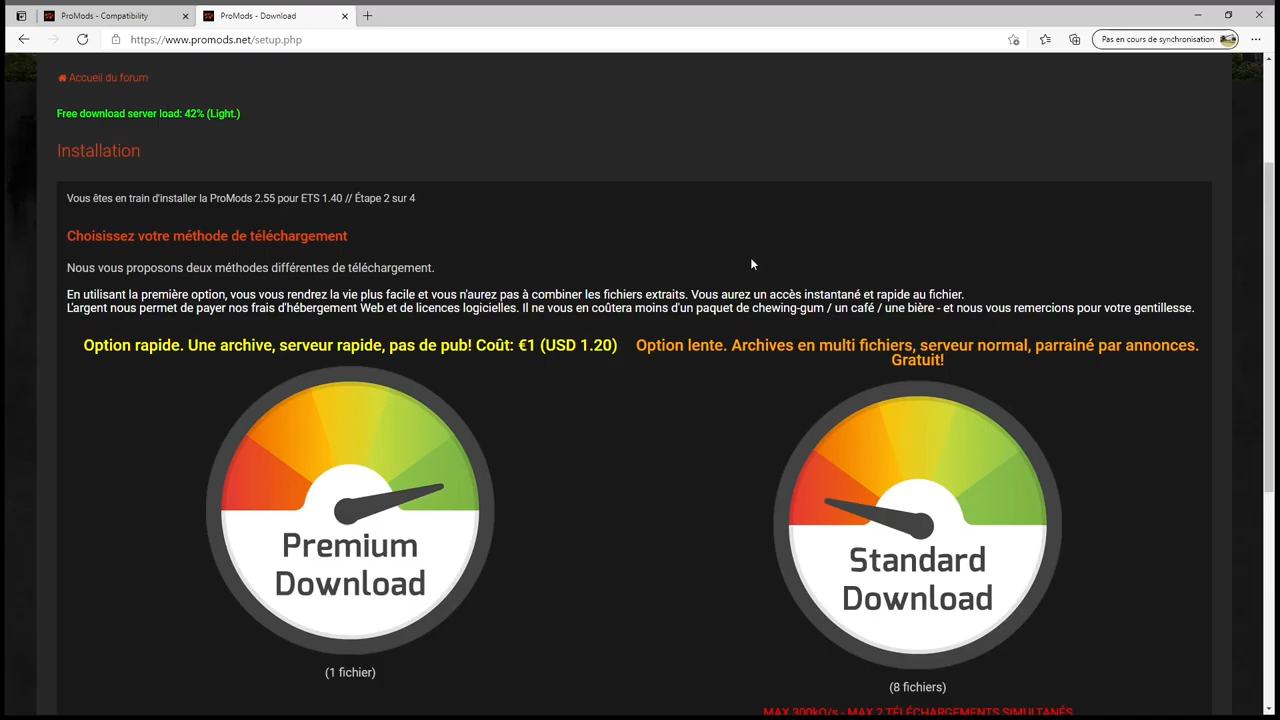 ProMods - Compatibility
ProMods - Download
https://www.promods.net/setup.php
Pas en cours de synchronisation
Accueil du forum
Free download server load: 42% (Light.)
Installation
Vous êtes en train d'installer la ProMods 2.55 pour ETS 1.40 // Étape 2 sur 4
Choisissez votre méthode de téléchargement
Nous vous proposons deux méthodes différentes de téléchargement.
En utilisant la première option, vous vous rendrez la vie plus facile et vous n'aurez pas à combiner les fichiers extraits. Vous aurez un accès instantané et rapide au fichier.
L'argent nous permet de payer nos frais d'hébergement Web et de licences logicielles. Il ne vous en coûtera moins d'un paquet de chewing-gum / un café / une bière - et nous vous remercions pour votre gentillesse.
Option rapide. Une archive, serveur rapide, pas de pub! Coût: €1 (USD 1.20)
Option lente. Archives en multi fichiers, serveur normal, parrainé par annonces.
Gratuit!
Premium
Download
(1 fichier)
Standard
Download
(8 fichiers)
MAX 300kO/s - MAX 2 TÉLÉCHARGEMENTS SIMULTANÉS